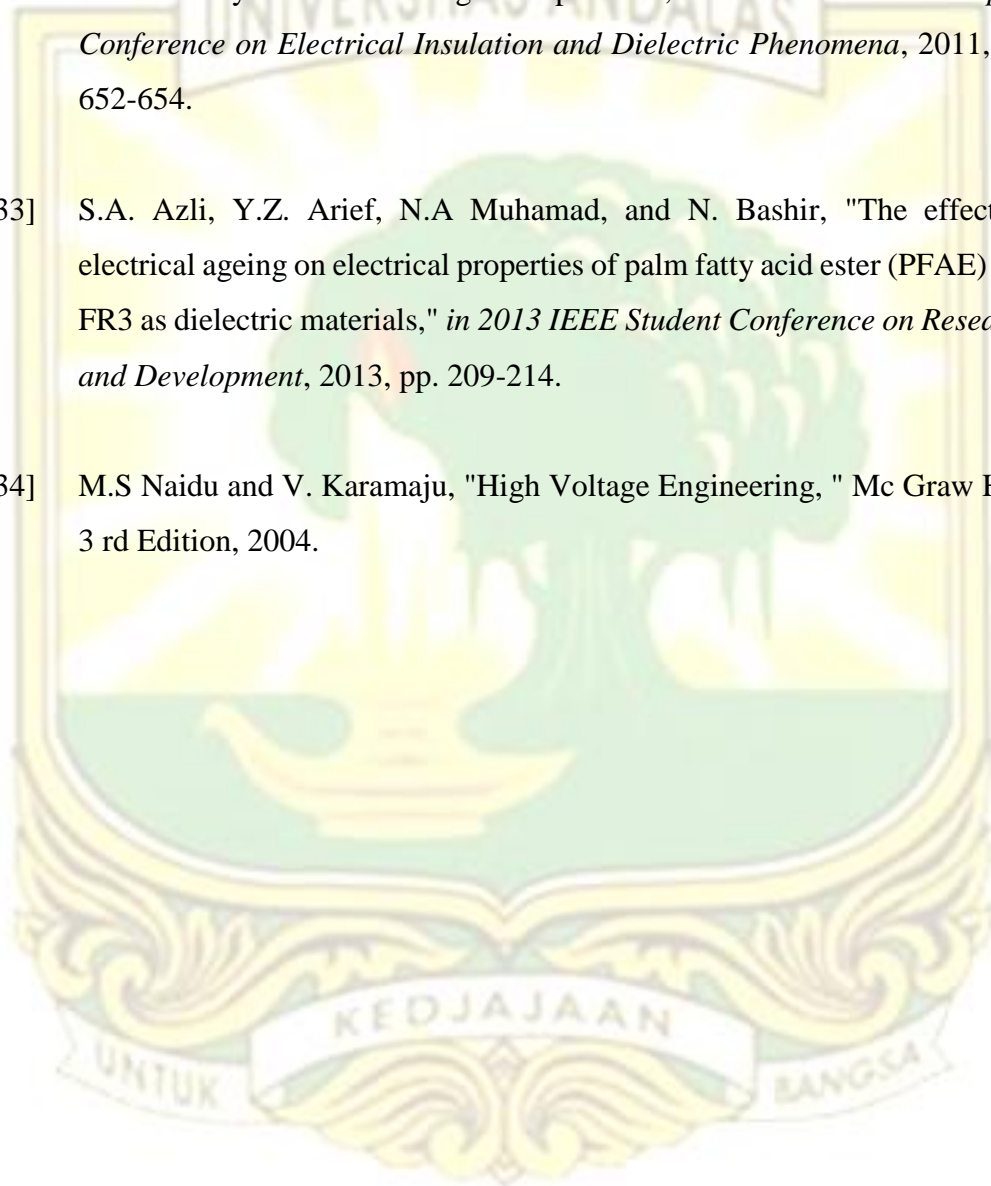 UNIVERSITAS ANDALAS
Conference on Electrical Insulation and Dielectric Phenomena, 2011,
652-654.
33] S.A. Azli, Y.Z. Arief, N.A Muhamad, and N. Bashir, "The effect
electrical ageing on electrical properties of palm fatty acid ester (PFAE)
FR3 as dielectric materials," in 2013 IEEE Student Conference on
and Development, 2013, pp. 209-214.
34] M.S Naidu and V. Karamaju, "High Voltage Engineering, " Mc Graw
3 rd Edition, 2004.
KEDJAJAAN
UNTUK BANGSA